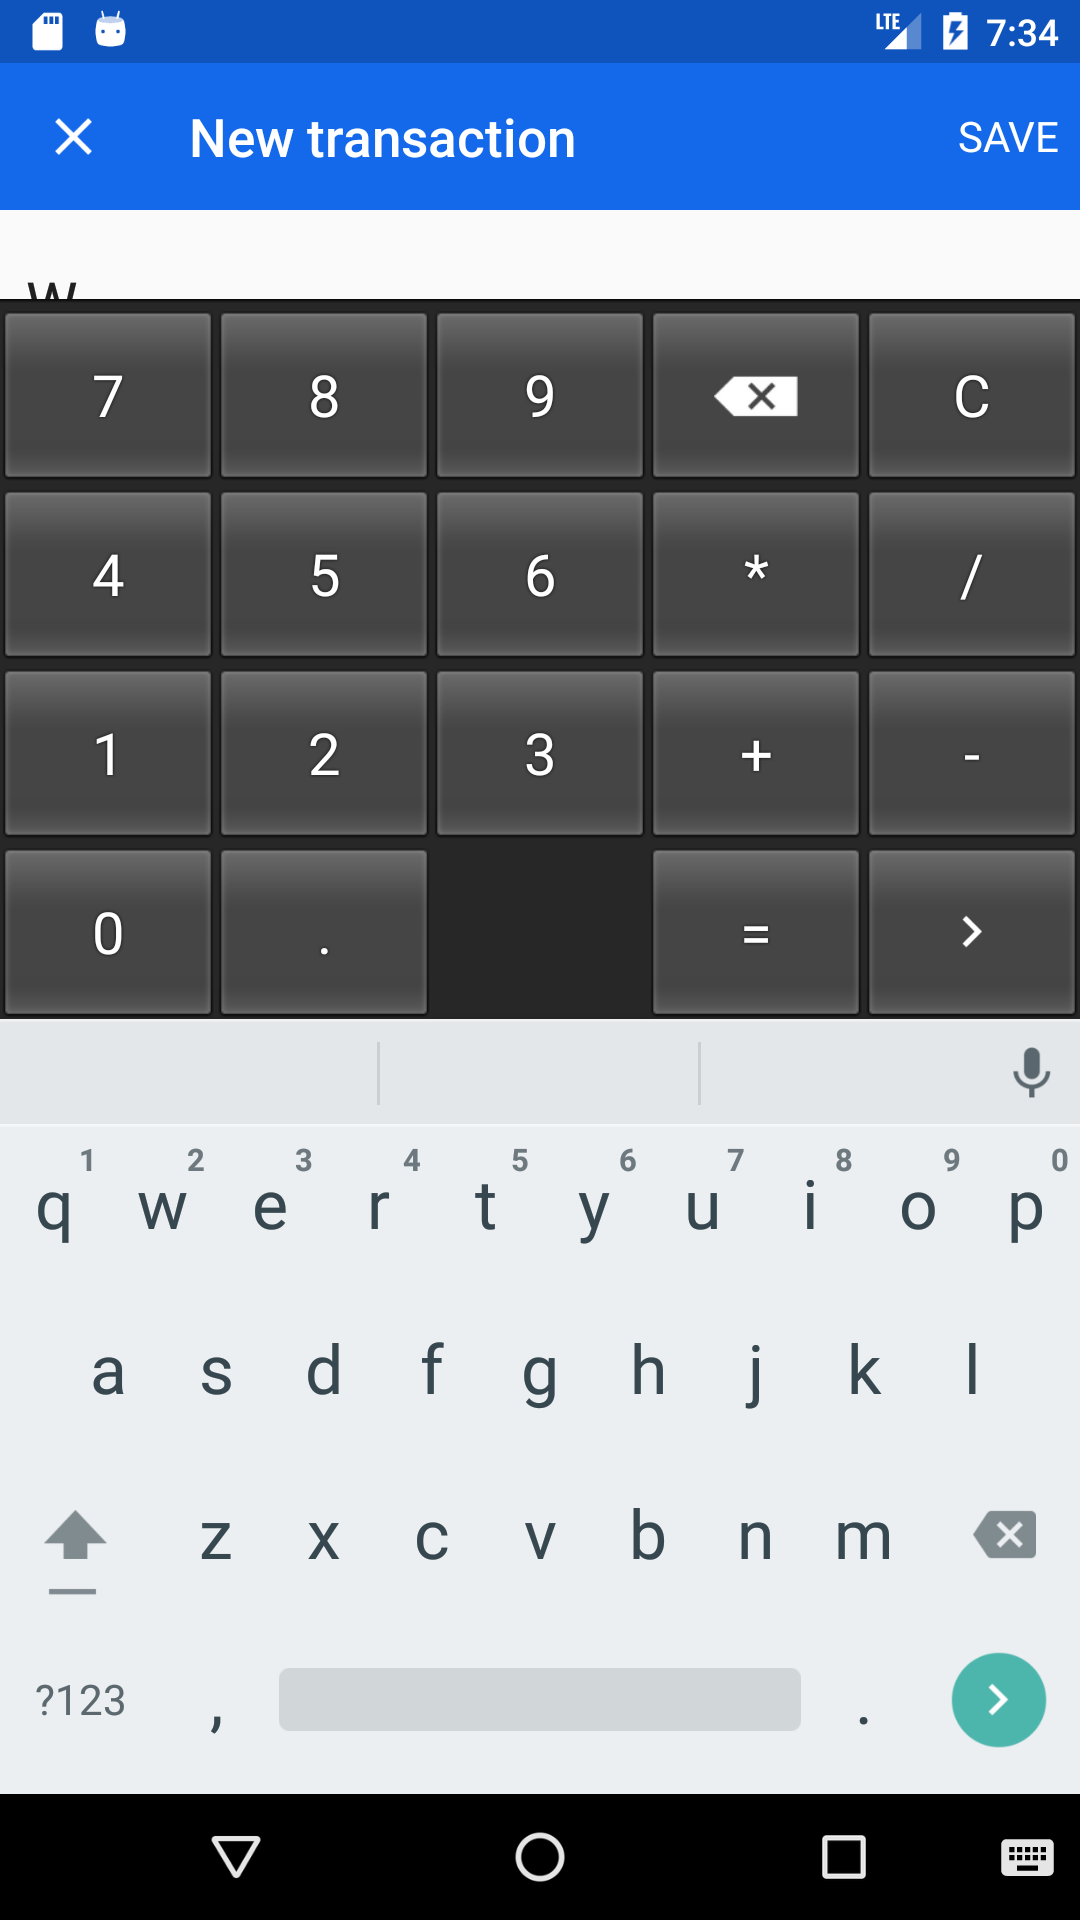 LTE 7:34
New transaction SAVE
w
7 8 9 C
4 5 6 * /
1 2 3 + -
0 . = >
1 2 3 4 5 6 7 8 9 0
q w e r t y u i o p
a s d f g h j k l
z x c v b n m
?123 , .